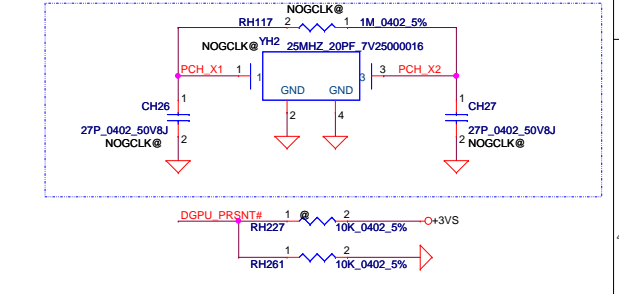 NOGCLK@
RH117 2 1 1M_0402_5%
NOGCLK@ YH2 25MHZ_20PF_7V25000016
PCH_X1 1 1 3 3 PCH_X2
GND GND
1 1
CH26 2 4 CH27
27P_0402_50V8J 2 2 27P_0402_50V8J
NOGCLK@ NOGCLK@
DGPU_PRSNT# 1 @ 2 +3VS
RH227 10K_0402_5%
1 2
RH261 10K_0402_5%
4